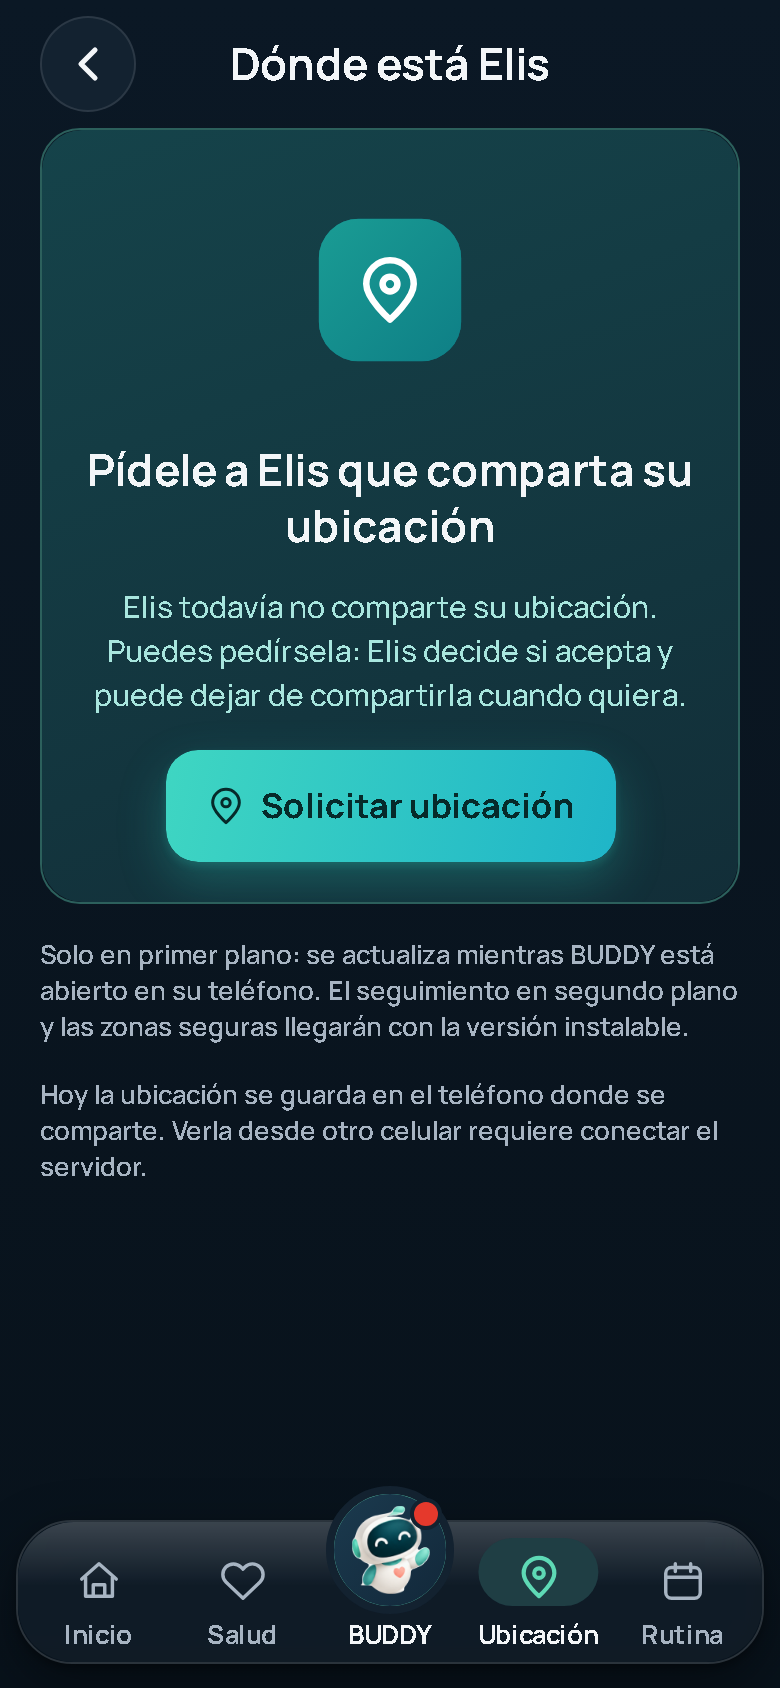 Dónde está Elis
Pídele a Elis que comparta su
ubicación
Elis todavía no comparte su ubicación.
Puedes pedírsela: Elis decide si acepta y
puede dejar de compartirla cuando quiera.
Solicitar ubicación
Solo en primer plano: se actualiza mientras BUDDY está
abierto en su teléfono. El seguimiento en segundo plano
y las zonas seguras llegarán con la versión instalable.
Hoy la ubicación se guarda en el teléfono donde se
comparte. Verla desde otro celular requiere conectar el
servidor.
Inicio
Salud
BUDDY
Ubicación
Rutina